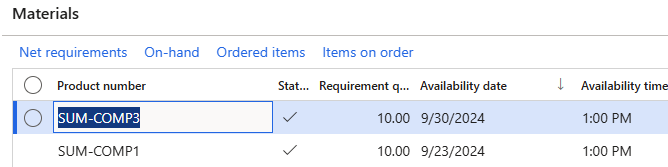 Materials
Net requirements On-hand Ordered items Items on order
Product number Stat... Requirement q... Availability date ↓ Availability time
SUM-COMP3 10.00 9/30/2024 1:00 PM
SUM-COMP1 10.00 9/23/2024 1:00 PM